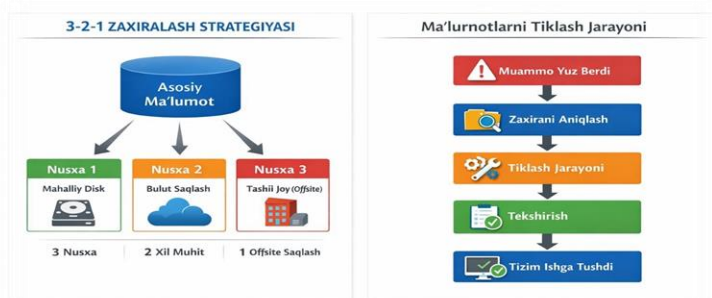 3-2-1 ZAXIRALASH STRATEGIYASI
Asosiy
Ma'lumot
Nusxa 1
Mahalliy Disk
Nusxa 2
Bulut Saqlash
Nusxa 3
Tashii Joy (Offsite)
3 Nusxa
2 Xil Muhit
1 Offsite Saqlash
Ma'lurnotlarni Tiklash Jarayoni
Muammo Yuz Berdi
Zaxirani Aniqlash
Tiklash Jarayoni
Tekshirish
Tizim Ishga Tushdi